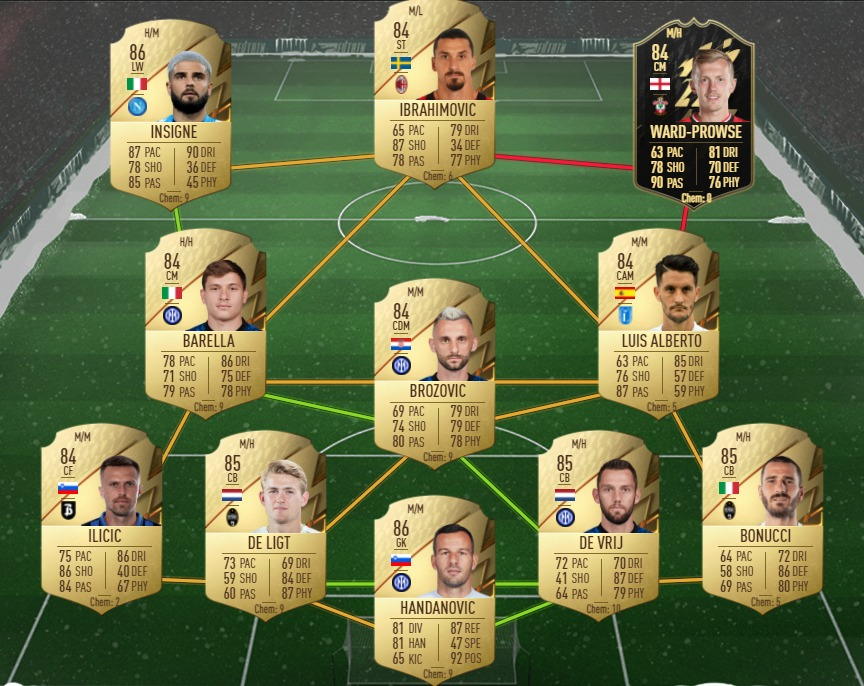 H/M
86
LW
INSIGNE
87 PAC 90 DRI
78 SHO 36 DEF
85 PAS 45 PHY
Chem: 9
M/L
84
ST
IBRAHIMOVIC
65 PAC 79 DRI
87 SHO 34 DEF
78 PAS 77 PHY
Chem: 6
M/H
84
CM
WARD-PROWSE
63 PAC 81 DRI
78 SHO 70 DEF
90 PAS 76 PHY
Chem: 0
H/H
84
CM
BARELLA
78 PAC 86 DRI
71 SHO 75 DEF
79 PAS 78 PHY
Chem: 9
M/M
84
CDM
BROZOVIC
69 PAC 79 DRI
74 SHO 79 DEF
80 PAS 78 PHY
Chem: 9
M/M
84
CAM
LUIS ALBERTO
63 PAC 85 DRI
76 SHO 57 DEF
87 PAS 59 PHY
Chem: 5
M/M
84
CF
ILICIC
75 PAC 86 DRI
86 SHO 40 DEF
84 PAS 67 PHY
Chem: 2
M/H
85
CB
DE LIGT
73 PAC 69 DRI
59 SHO 84 DEF
60 PAS 87 PHY
Chem: 9
M/M
86
GK
HANDANOVIC
81 DIV 87 REF
81 HAN 47 SPE
65 KIC 92 POS
Chem: 9
M/H
85
CB
DE VRIJ
72 PAC 70 DRI
41 SHO 87 DEF
64 PAS 79 PHY
Chem: 10
M/H
85
CB
BONUCCI
64 PAC 72 DRI
58 SHO 86 DEF
69 PAS 80 PHY
Chem: 5